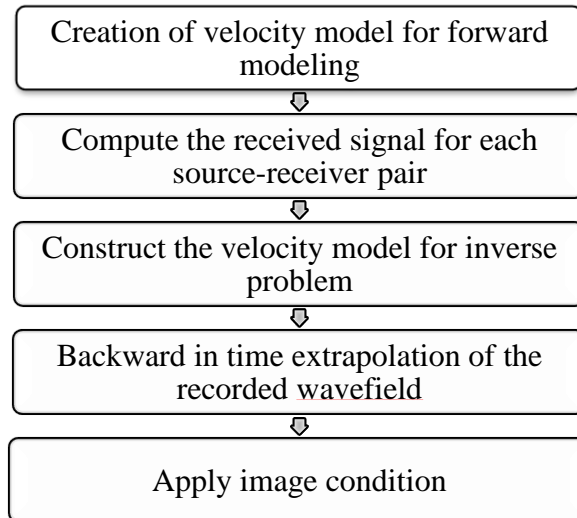 Creation of velocity model for forward
modeling
Compute the received signal for each
source-receiver pair
Construct the velocity model for inverse
problem
Backward in time extrapolation of the
recorded wavefield
Apply image condition